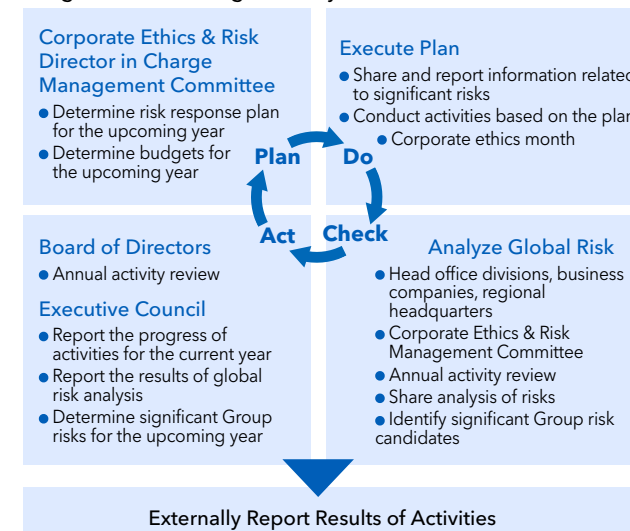 Corporate Ethics & Risk
Director in Charge
Management Committee
● Determine risk response plan
for the upcoming year
● Determine budgets for
the upcoming year
Execute Plan
● Share and report information related
to significant risks
● Conduct activities based on the plan
● Corporate ethics month
Plan
Do
Act
Check
Board of Directors
● Annual activity review
Executive Council
● Report the progress of
activities for the current year
● Report the results of global
risk analysis
● Determine significant Group
risks for the upcoming year
Analyze Global Risk
● Head office divisions, business
companies, regional
headquarters
● Corporate Ethics & Risk
Management Committee
● Annual activity review
● Share analysis of risks
● Identify significant Group risk
candidates
Externally Report Results of Activities